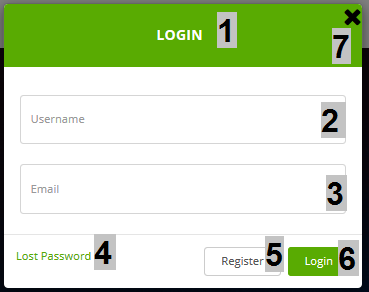 LOGIN 1
7
Username 2
Email 3
Lost Password 4 Register 5 Login 6